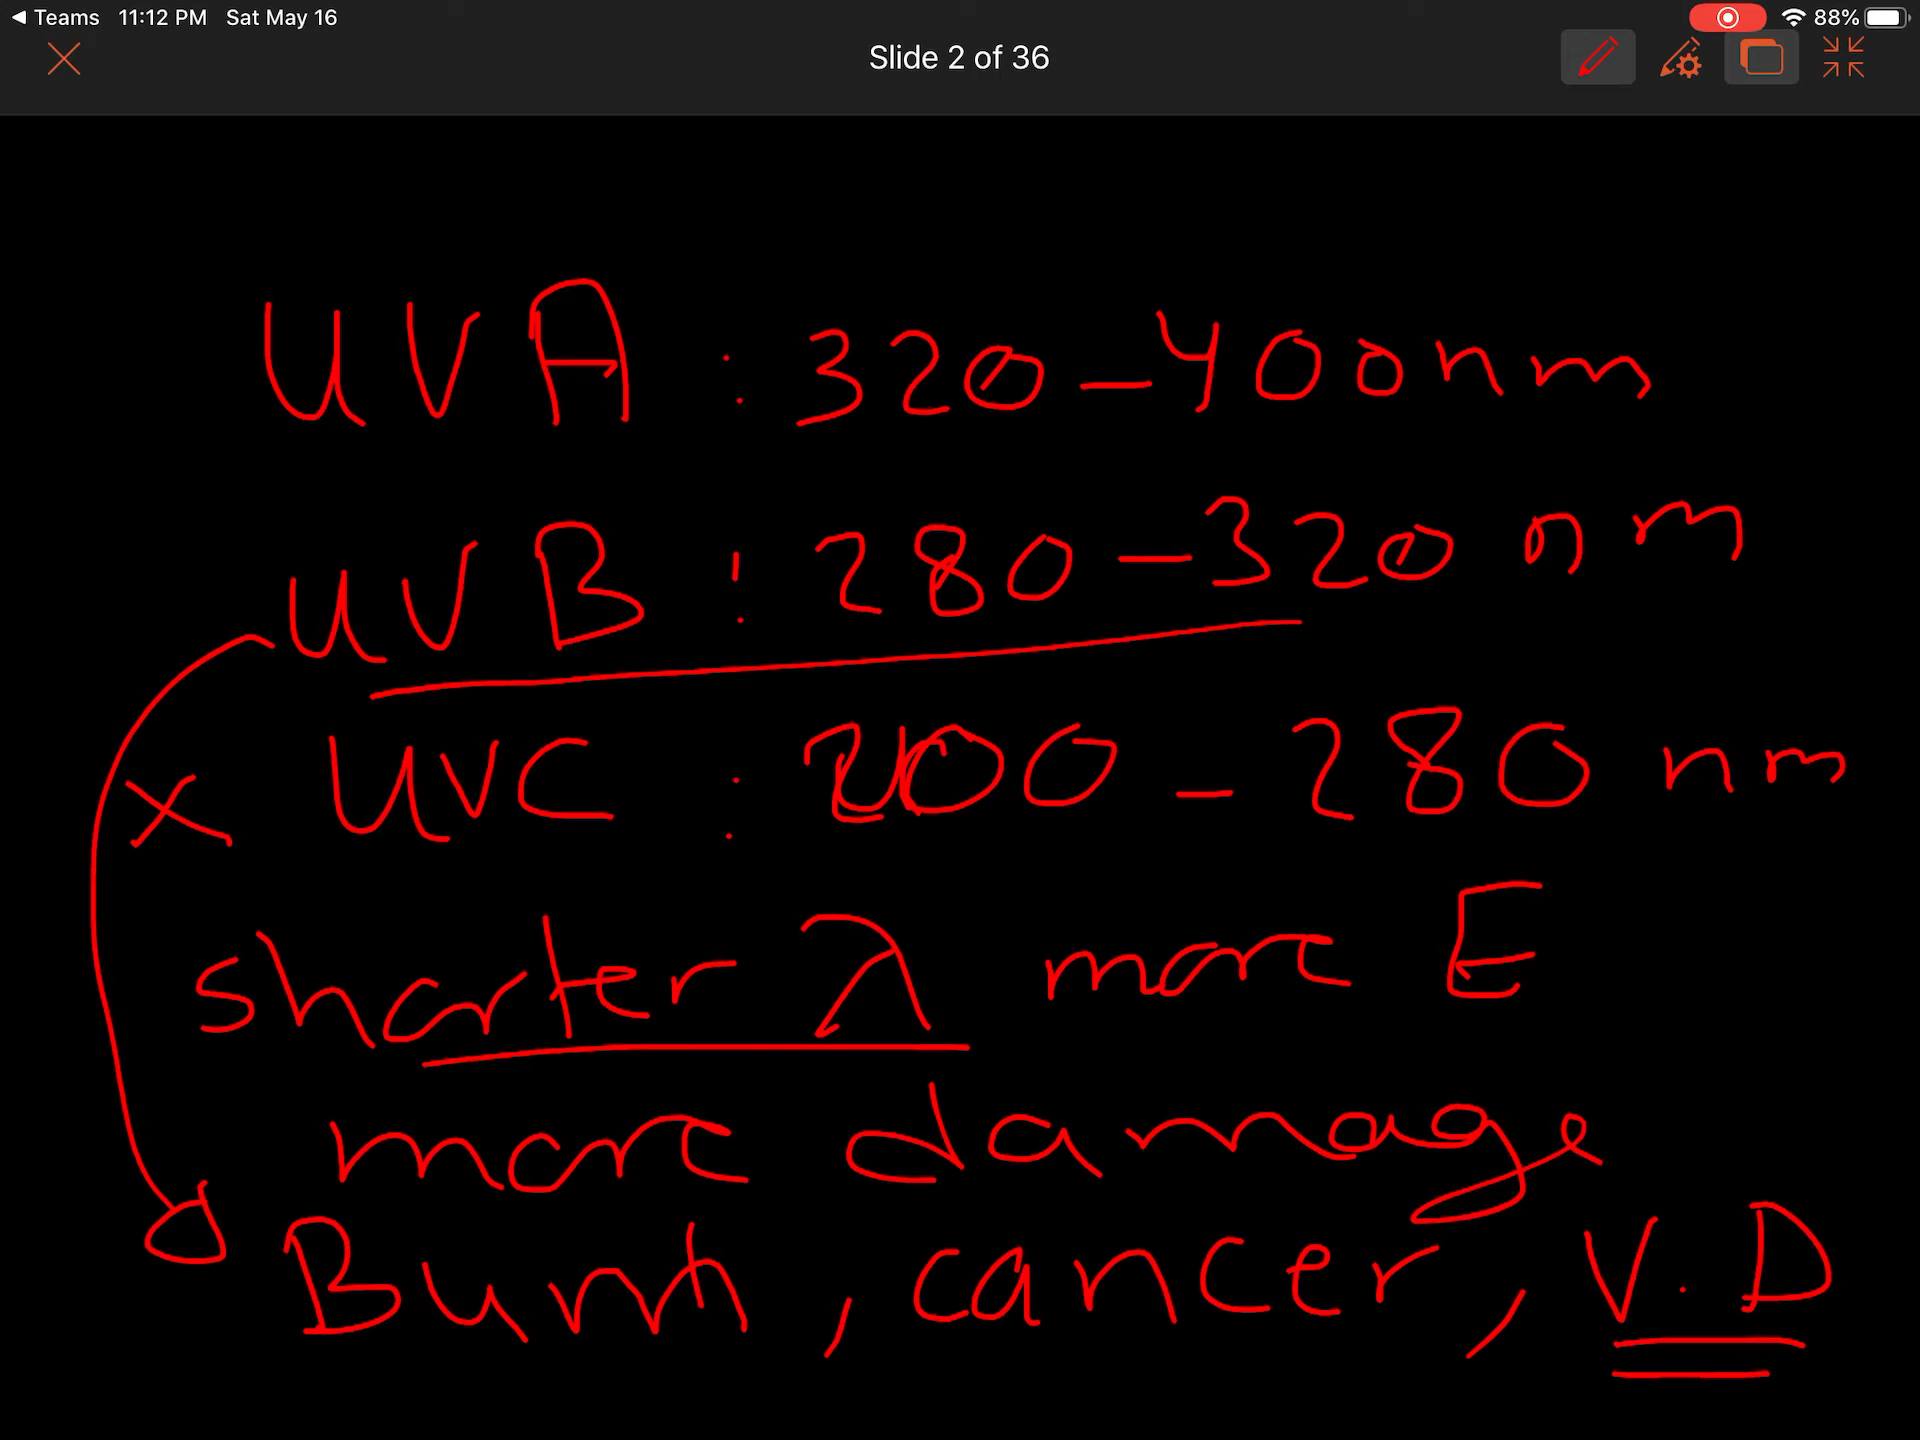 Teams 11:12 PM Sat May 16 88%
Slide 2 of 36
UVA : 320-400nm
UVB : 280-320 nm
x UVC : 200-280 nm
sharter λ more E
more damage
Burn, cancer, V.D